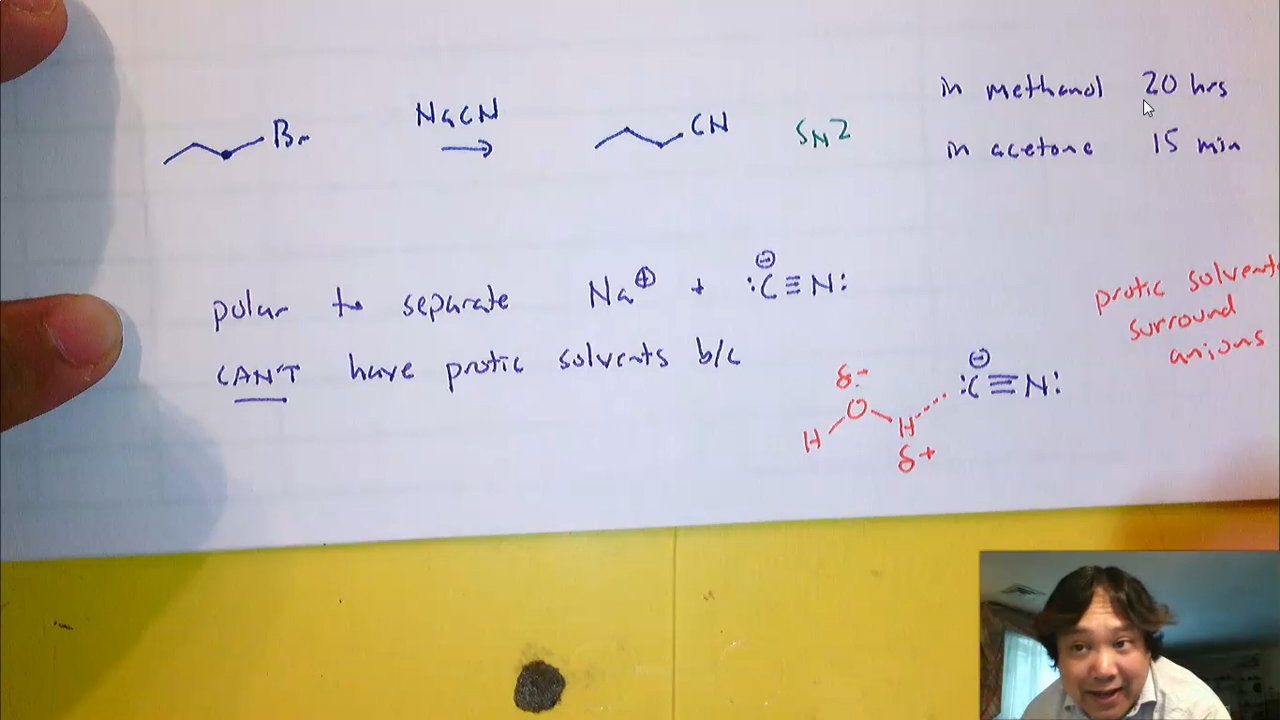 Br
NaCN
CN
SN2
in methanol 20 hrs
in acetone 15 min
polar to separate Na⊕ + :C≡N: ⊖
CAN'T have protic solvents b/c
δ-
O
H H
δ+
⊖
:C≡N:
protic solvents
surround
anions